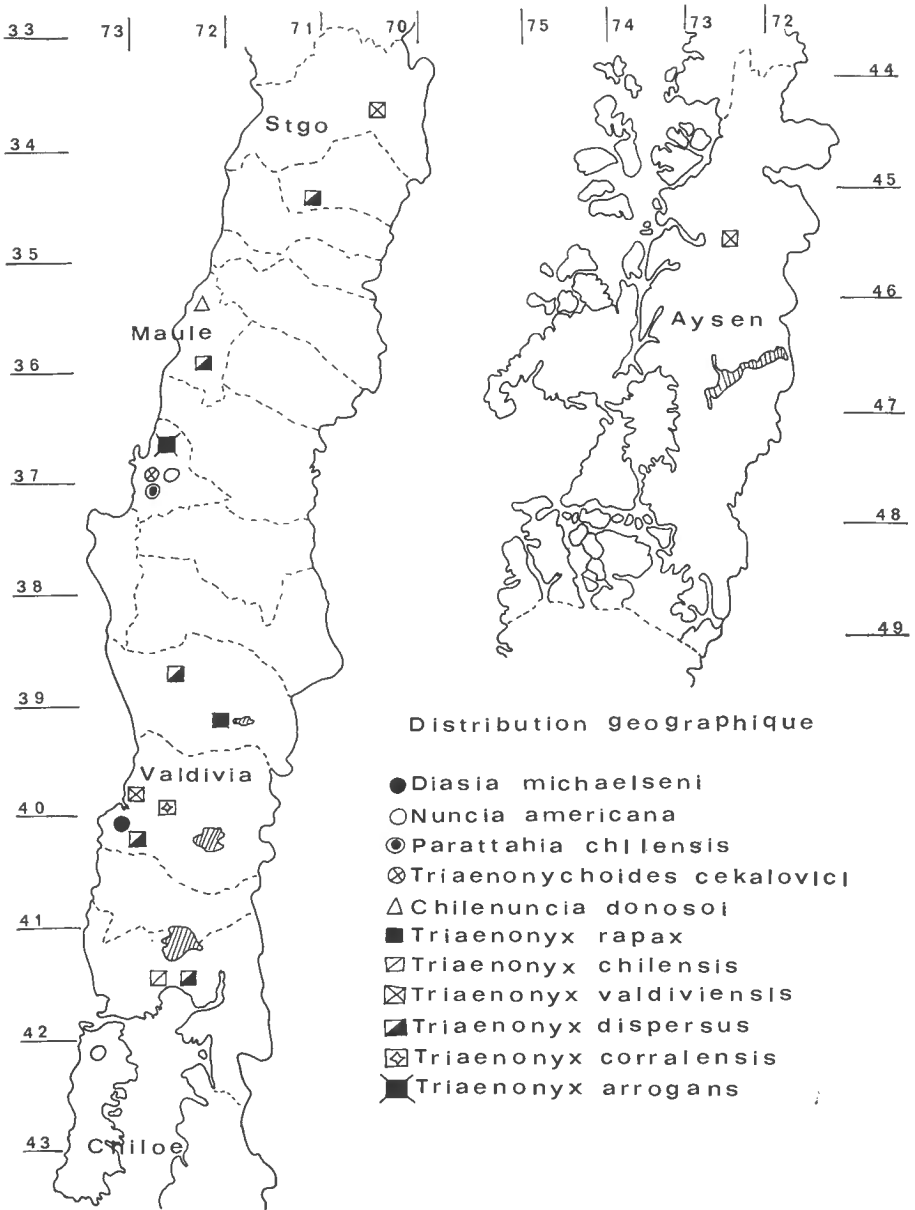 33
73
72
71
70
75
74
73
72
44
Stgo
34
45
35
46
Maule
Aysen
36
47
37
48
38
49
39
Distribution geographique
Valdivia
Diasia michaelseni
40
Nuncia americana
Parattahia chilensis
Triaenonychoides cekalovici
Chilenuncia donosoi
41
Triaenonyx rapax
Triaenonyx chilensis
Triaenonyx valdiviensis
Triaenonyx dispersus
42
Triaenonyx corralensis
Triaenonyx arrogans
43
Chiloe